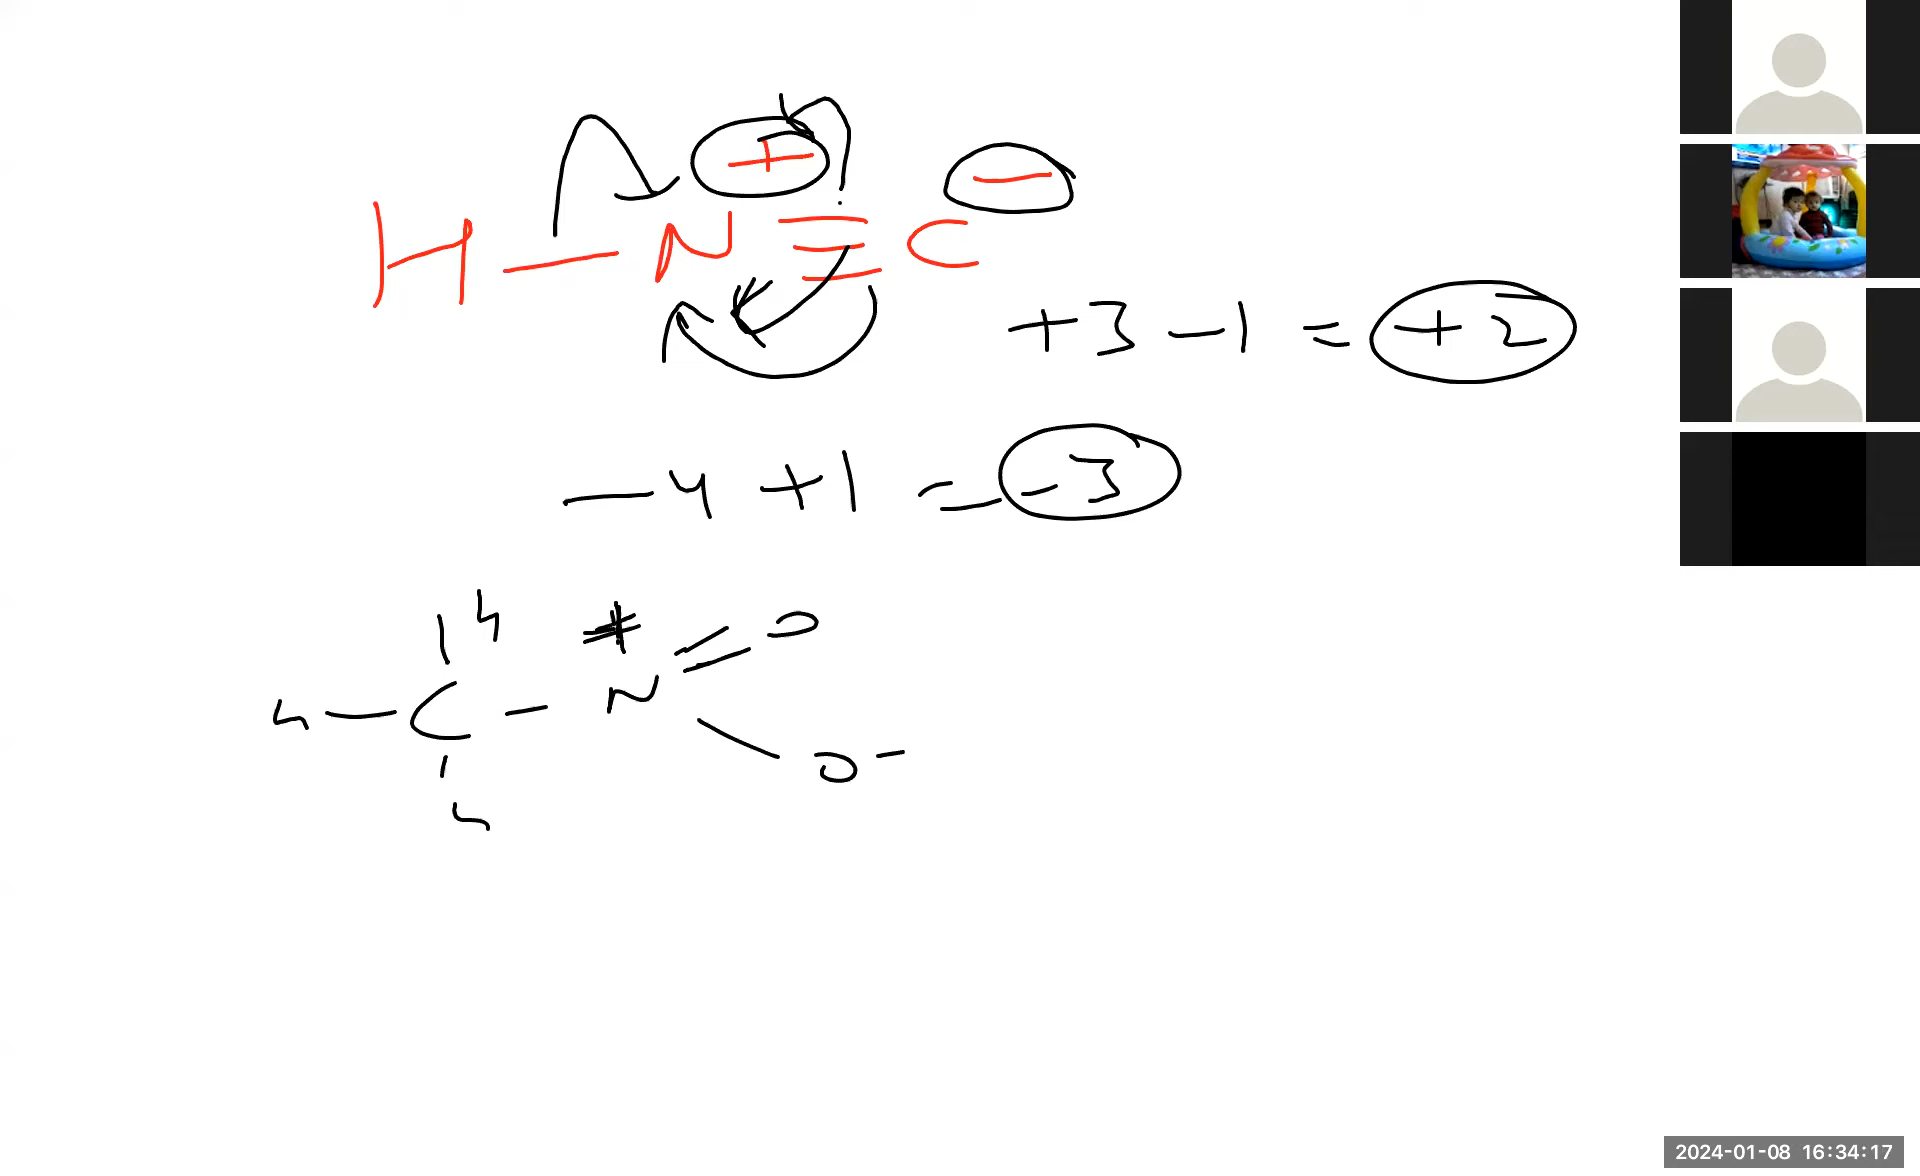 + −
H − N ≡ C
+3 − 1 = +2
− 4 + 1 = −3
H + O
H − C − N = O
O −
H
2024-01-08 16:34:17